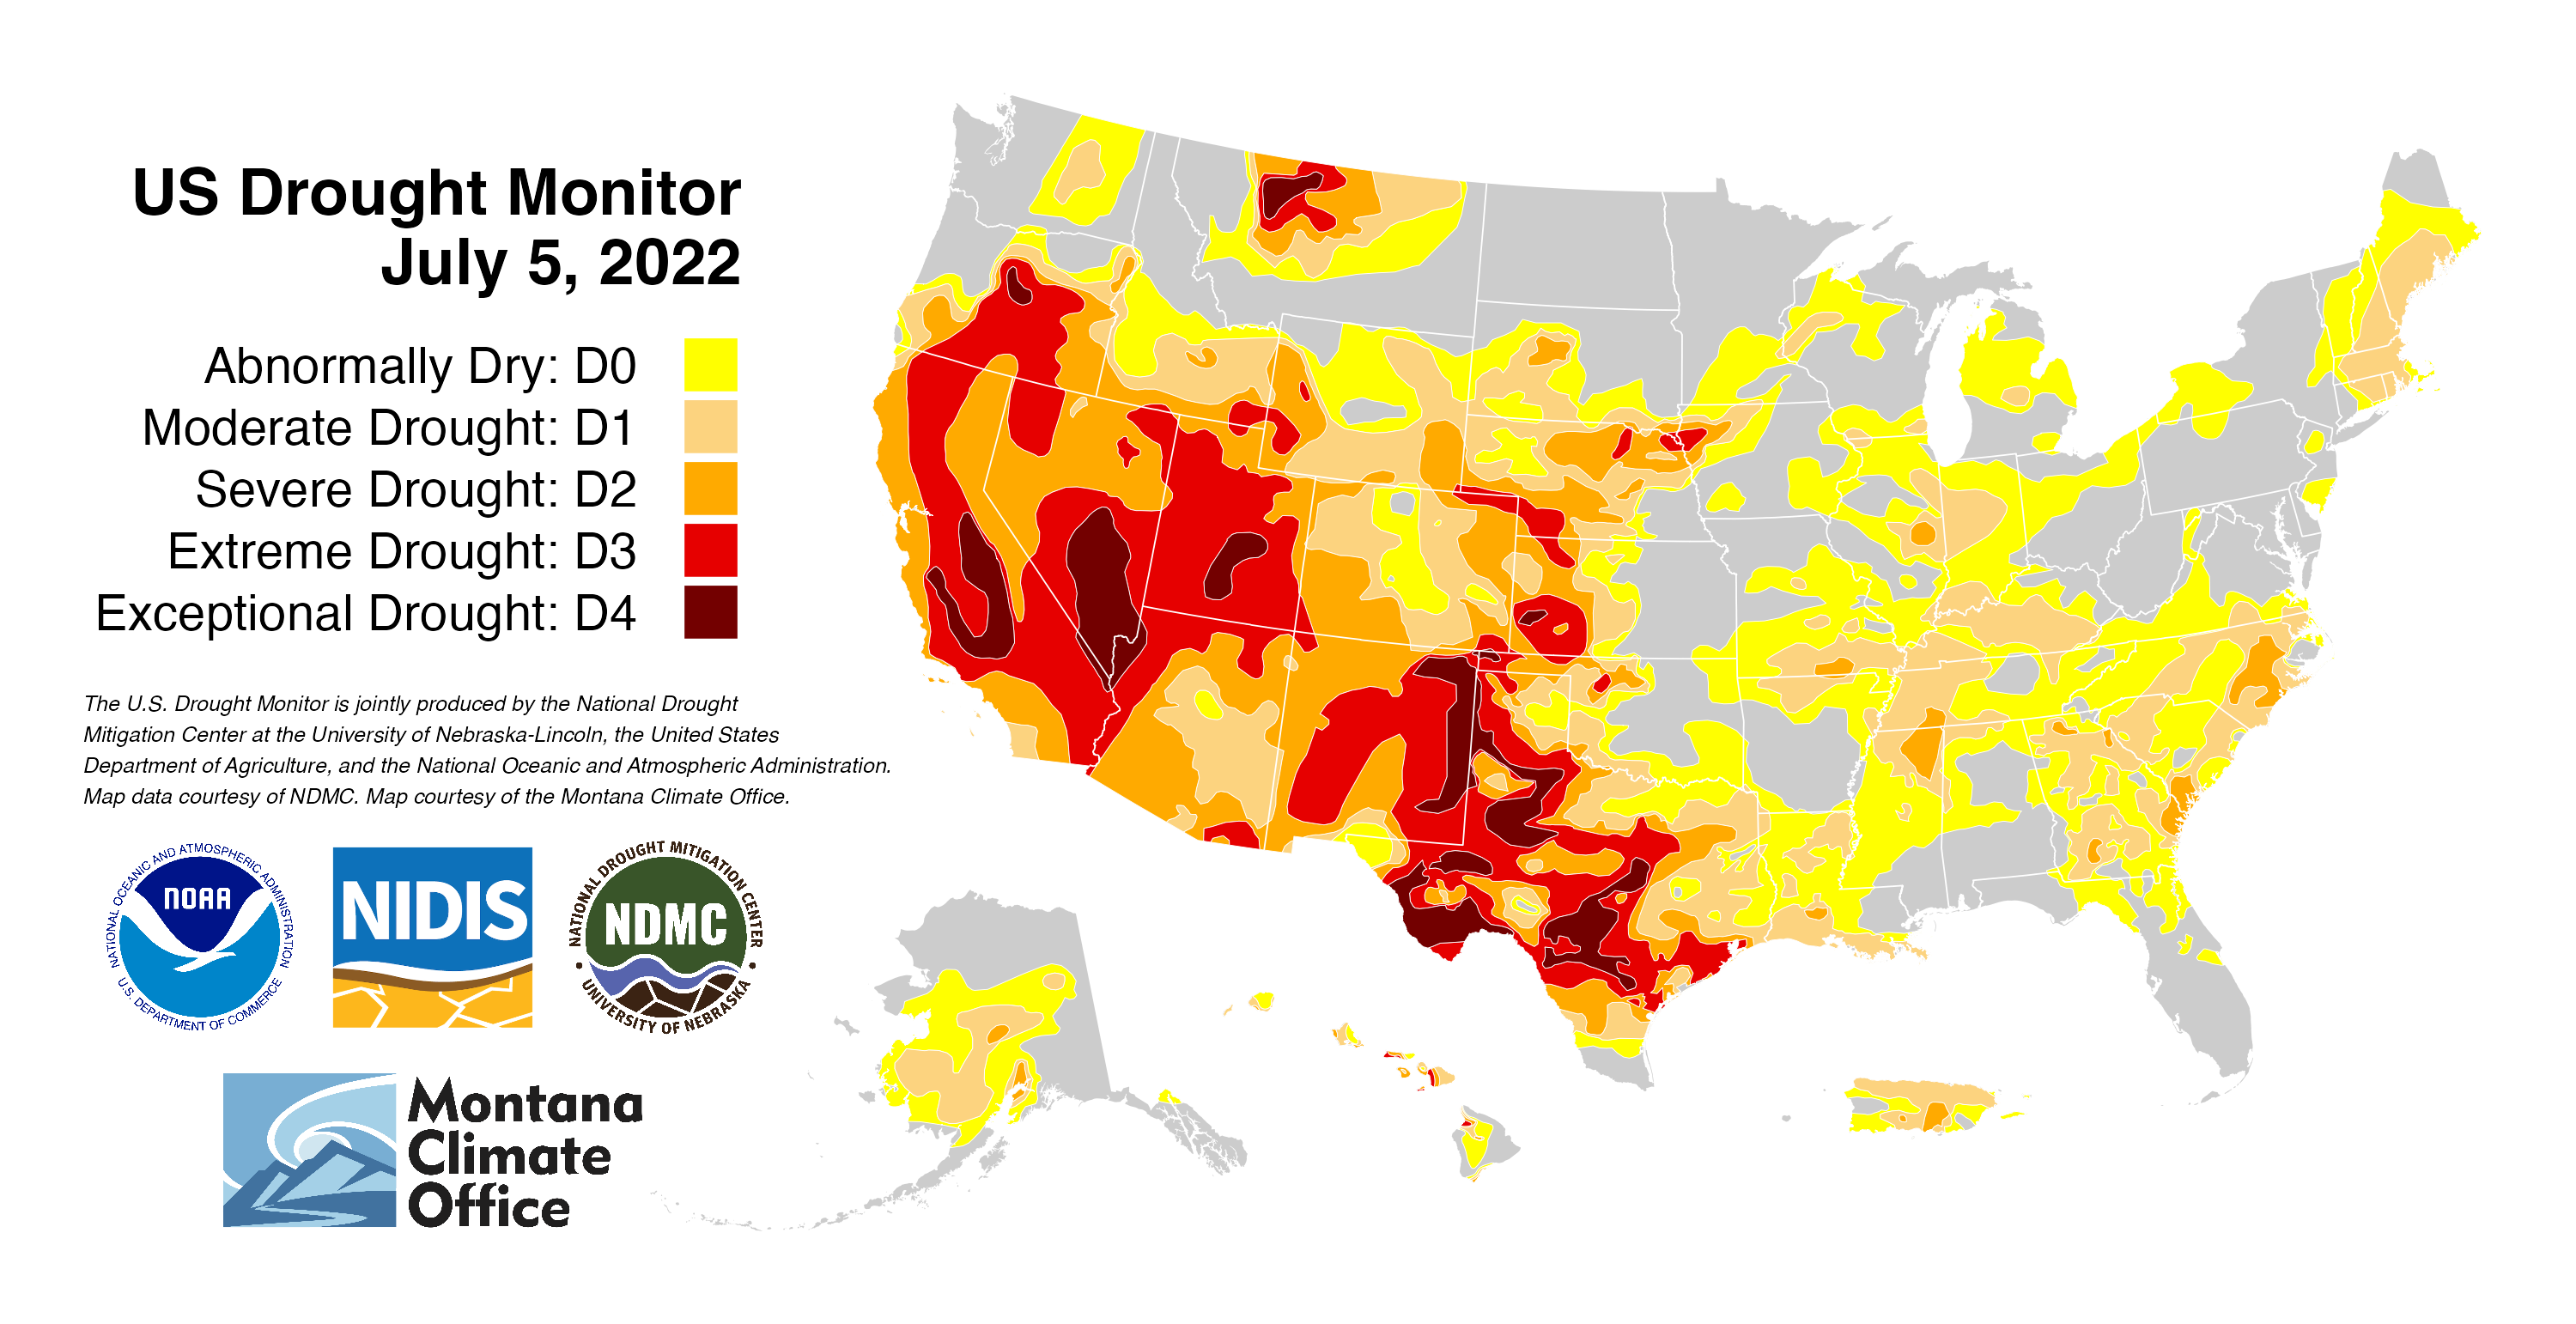 US Drought Monitor
July 5, 2022
Abnormally Dry: D0
Moderate Drought: D1
Severe Drought: D2
Extreme Drought: D3
Exceptional Drought: D4
The U.S. Drought Monitor is jointly produced by the National Drought
Mitigation Center at the University of Nebraska-Lincoln, the United States
Department of Agriculture, and the National Oceanic and Atmospheric Administration.
Map data courtesy of NDMC. Map courtesy of the Montana Climate Office.
NATIONAL OCEANIC AND ATMOSPHERIC ADMINISTRATION
NOAA
U.S. DEPARTMENT OF COMMERCE
NIDIS
NATIONAL DROUGHT MITIGATION CENTER
NDMC
UNIVERSITY OF NEBRASKA
Montana
Climate
Office